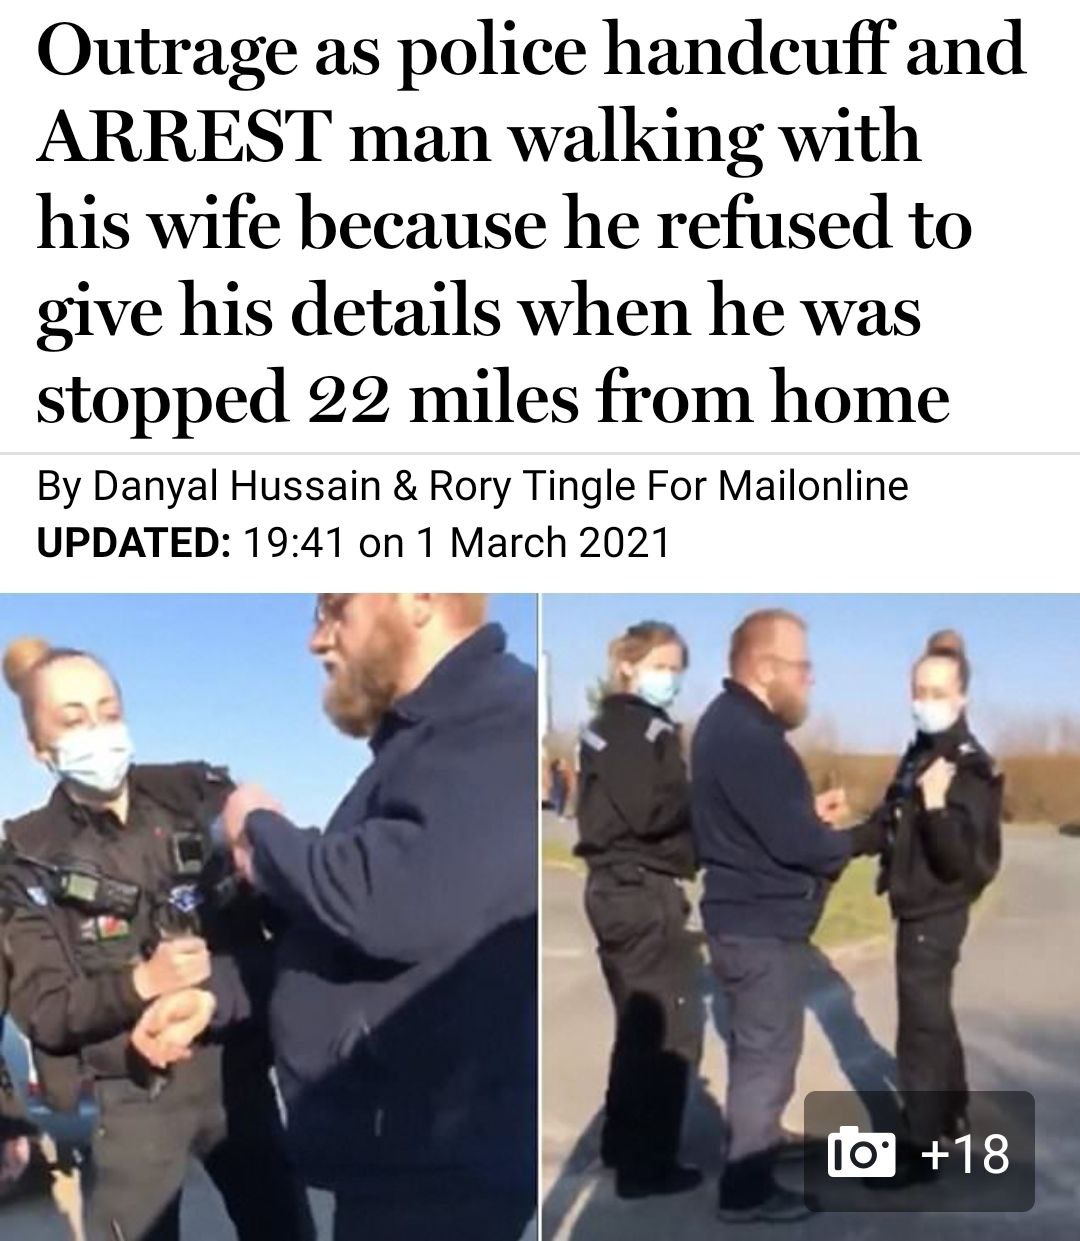 Outrage as police handcuff and
ARREST man walking with
his wife because he refused to
give his details when he was
stopped 22 miles from home
By Danyal Hussain & Rory Tingle For Mailonline
UPDATED: 19:41 on 1 March 2021
+18